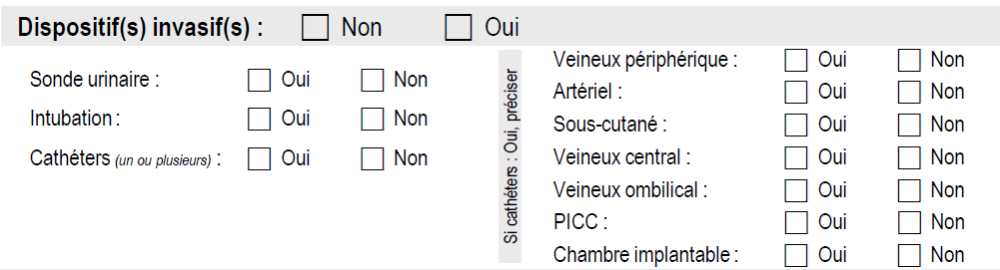 Dispositif(s) invasif(s) : Non Oui
Sonde urinaire : Oui Non
Intubation : Oui Non
Cathéters (un ou plusieurs) : Oui Non
Si cathéters : Oui, préciser
Veineux périphérique : Oui Non
Artériel : Oui Non
Sous-cutané : Oui Non
Veineux central : Oui Non
Veineux ombilical : Oui Non
PICC : Oui Non
Chambre implantable : Oui Non